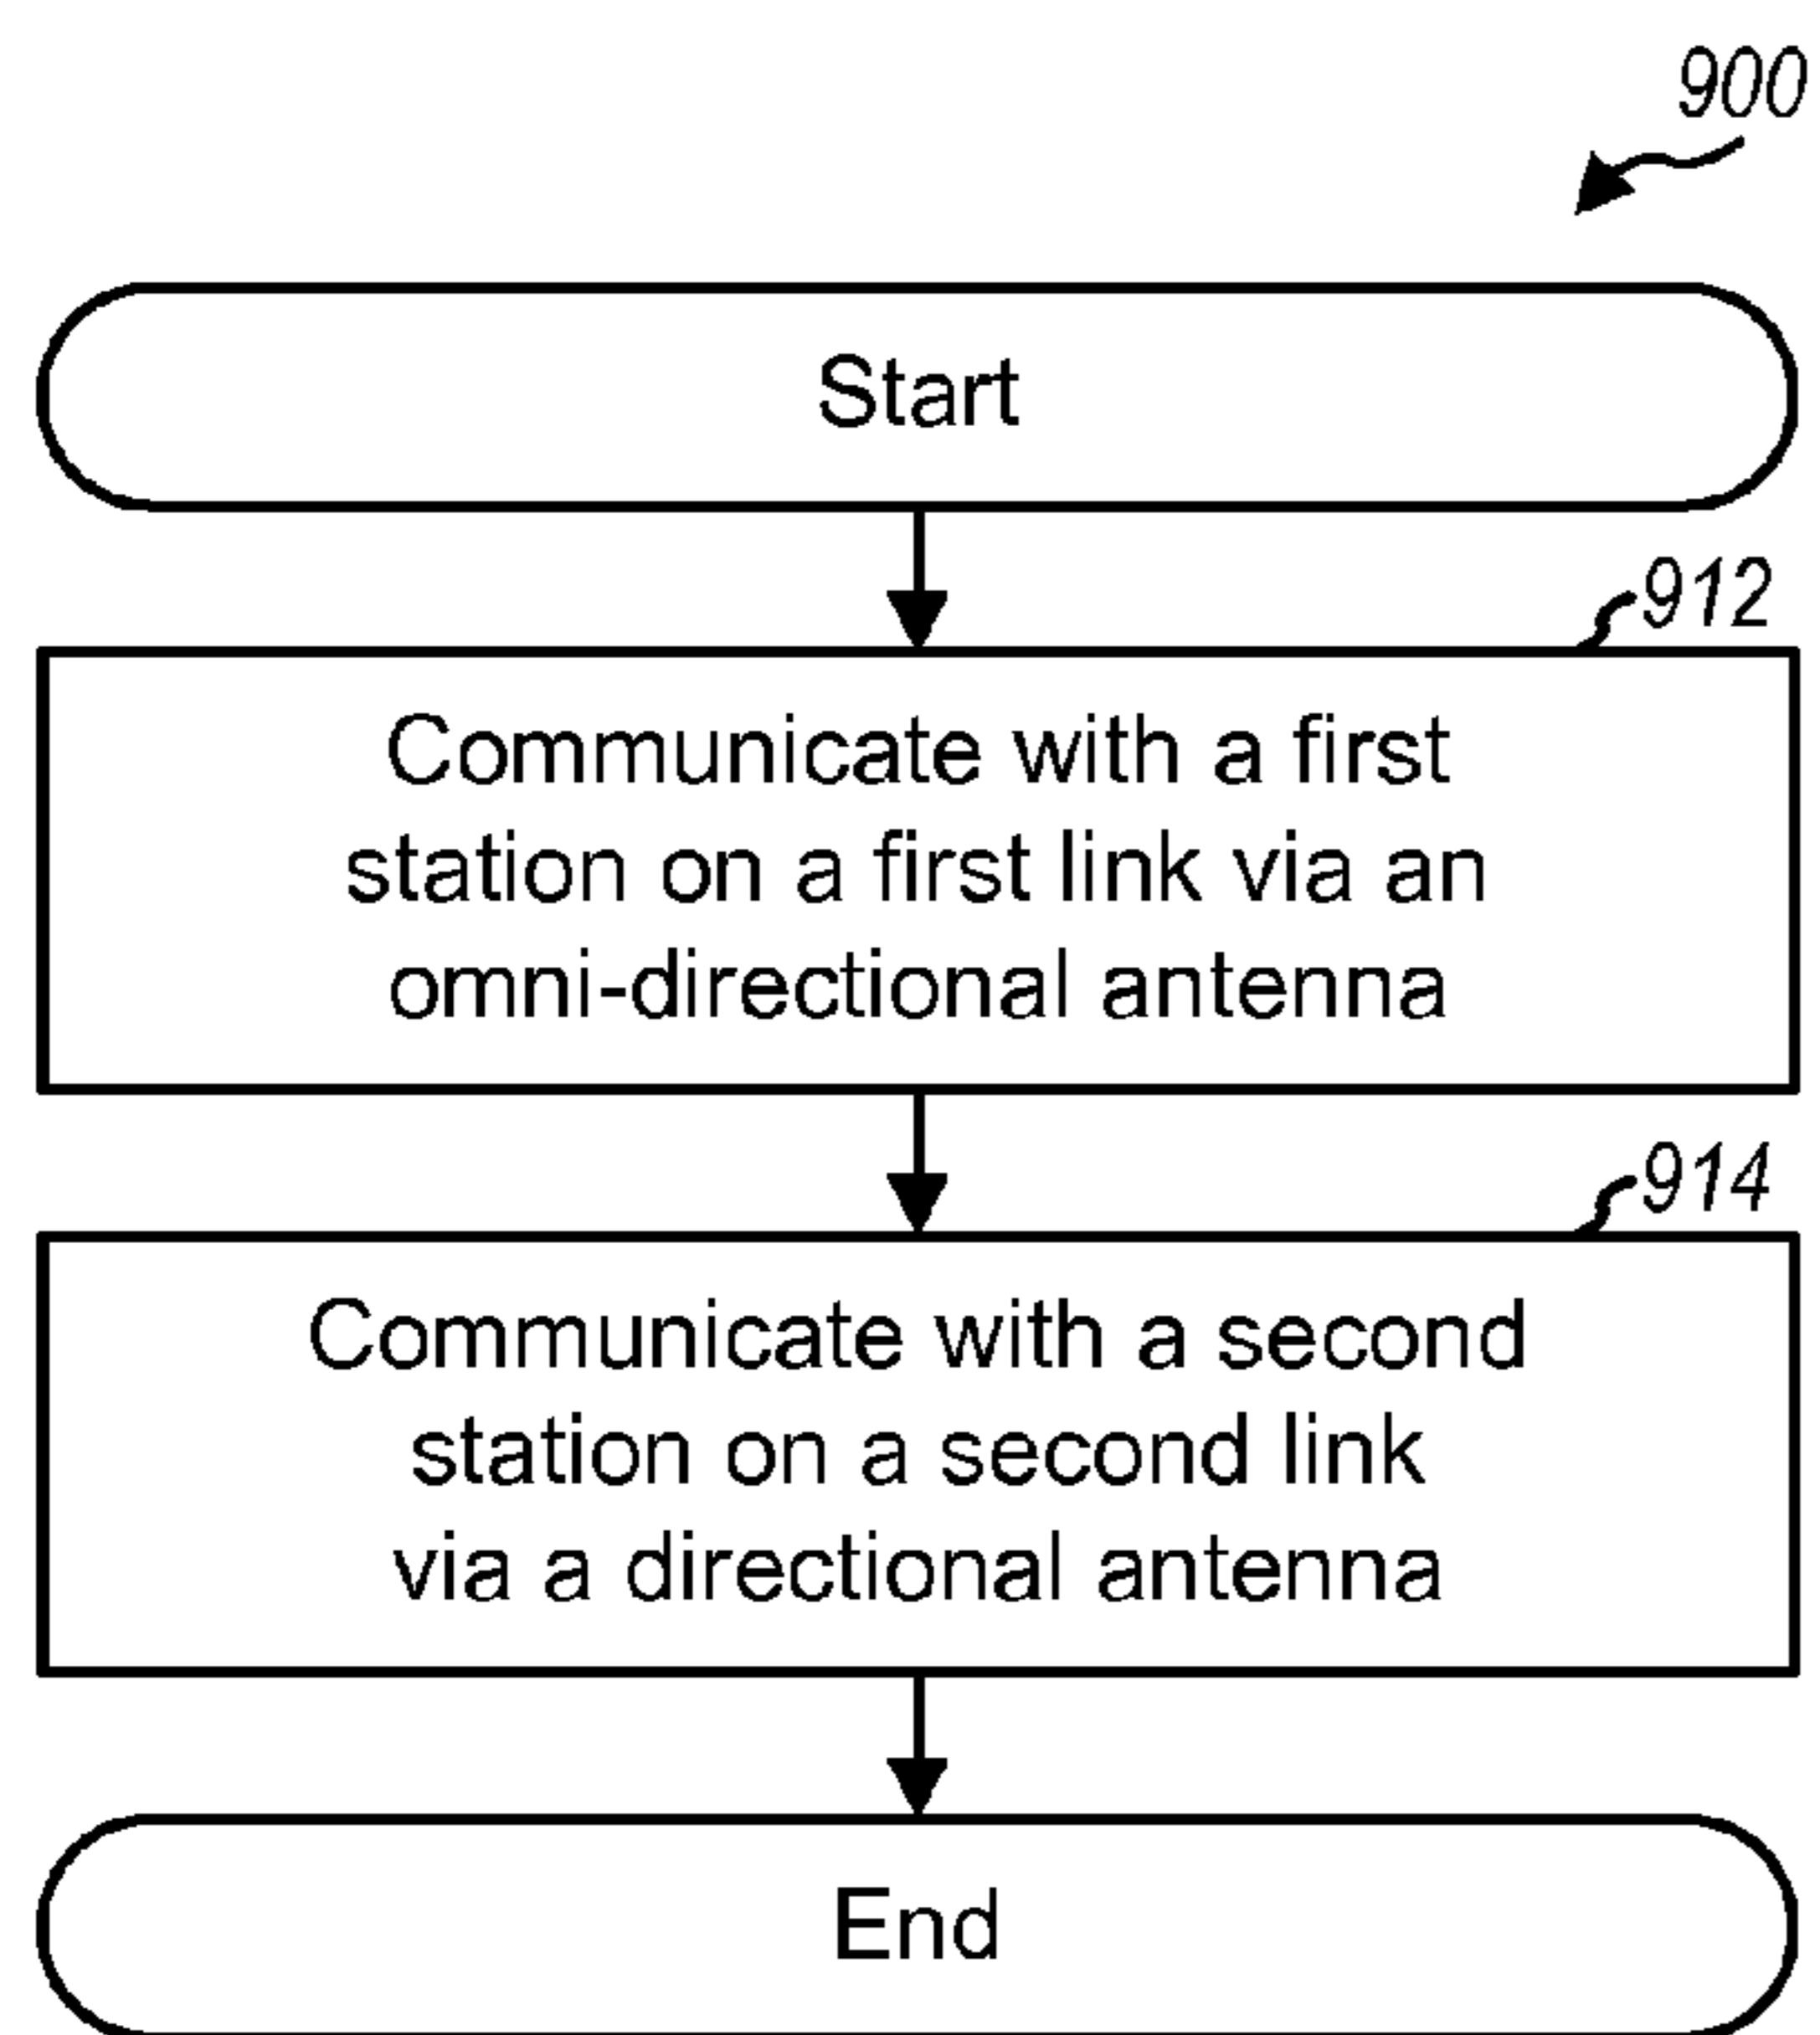 900
Start
912
Communicate with a first
station on a first link via an
omni-directional antenna
914
Communicate with a second
station on a second link
via a directional antenna
End